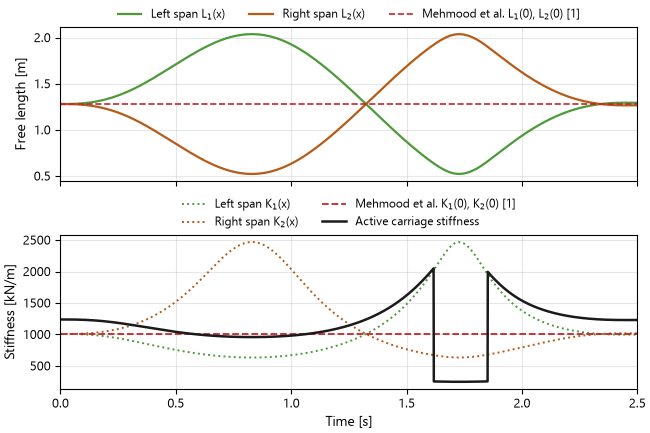 Left span L₁(x) Right span L₂(x) Mehmood et al. L₁(0), L₂(0) [1]
2.0
1.5
1.0
0.5
Free length [m]
Left span K₁(x) Mehmood et al. K₁(0), K₂(0) [1]
Right span K₂(x) Active carriage stiffness
2500
2000
1500
1000
500
Stiffness [kN/m]
0.0 0.5 1.0 1.5 2.0 2.5
Time [s]